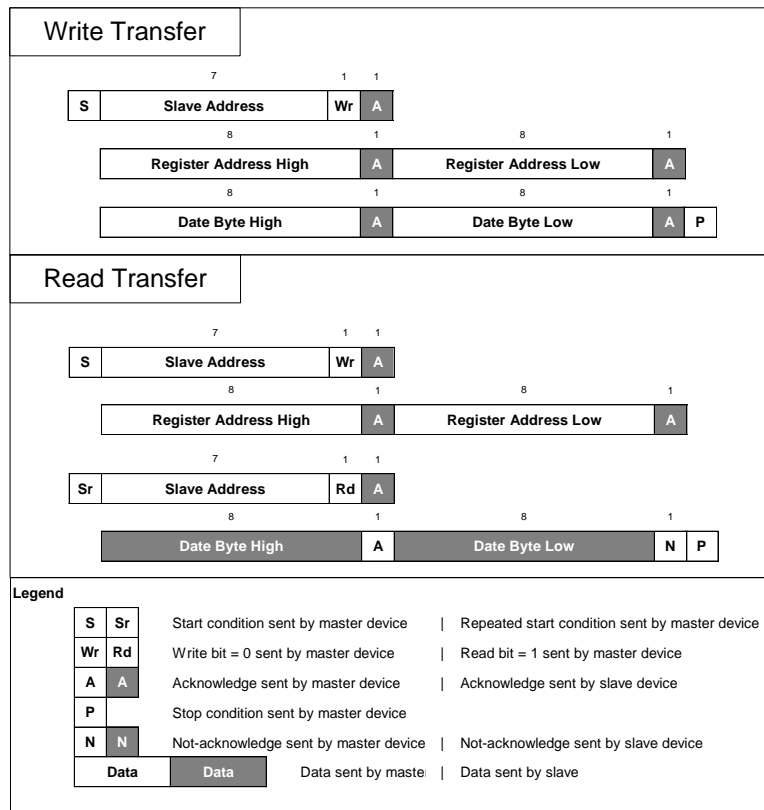 Write Transfer
7 1 1
S Slave Address Wr A
8 1 8 1
Register Address High A Register Address Low A
8 1 8 1
Date Byte High A Date Byte Low A P
Read Transfer
7 1 1
S Slave Address Wr A
8 1 8 1
Register Address High A Register Address Low A
7 1 1
Sr Slave Address Rd A
8 1 8 1
Date Byte High A Date Byte Low N P
Legend
S Sr Start condition sent by master device | Repeated start condition sent by master device
Wr Rd Write bit = 0 sent by master device | Read bit = 1 sent by master device
A A Acknowledge sent by master device | Acknowledge sent by slave device
P Stop condition sent by master device
N N Not-acknowledge sent by master device | Not-acknowledge sent by slave device
Data Data Data sent by maste | Data sent by slave